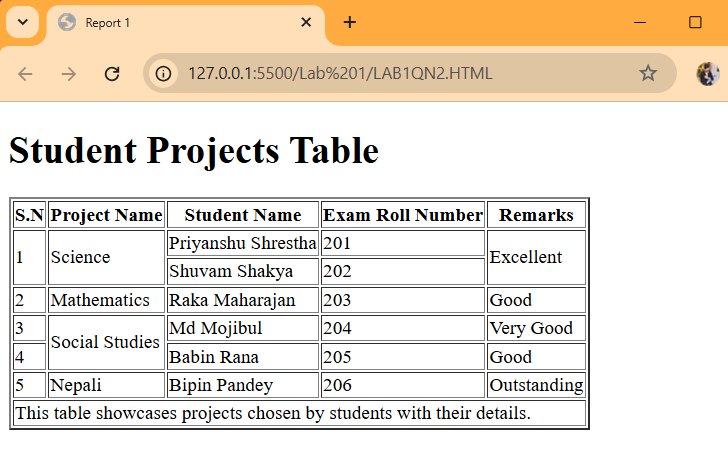 Report 1
127.0.0.1:5500/Lab%201/LAB1QN2.HTML
Student Projects Table
S.N Project Name Student Name Exam Roll Number Remarks
1 Science Priyanshu Shrestha 201 Excellent
Shuvam Shakya 202
2 Mathematics Raka Maharajan 203 Good
3 Social Studies Md Mojibul 204 Very Good
4 Babin Rana 205 Good
5 Nepali Bipin Pandey 206 Outstanding
This table showcases projects chosen by students with their details.